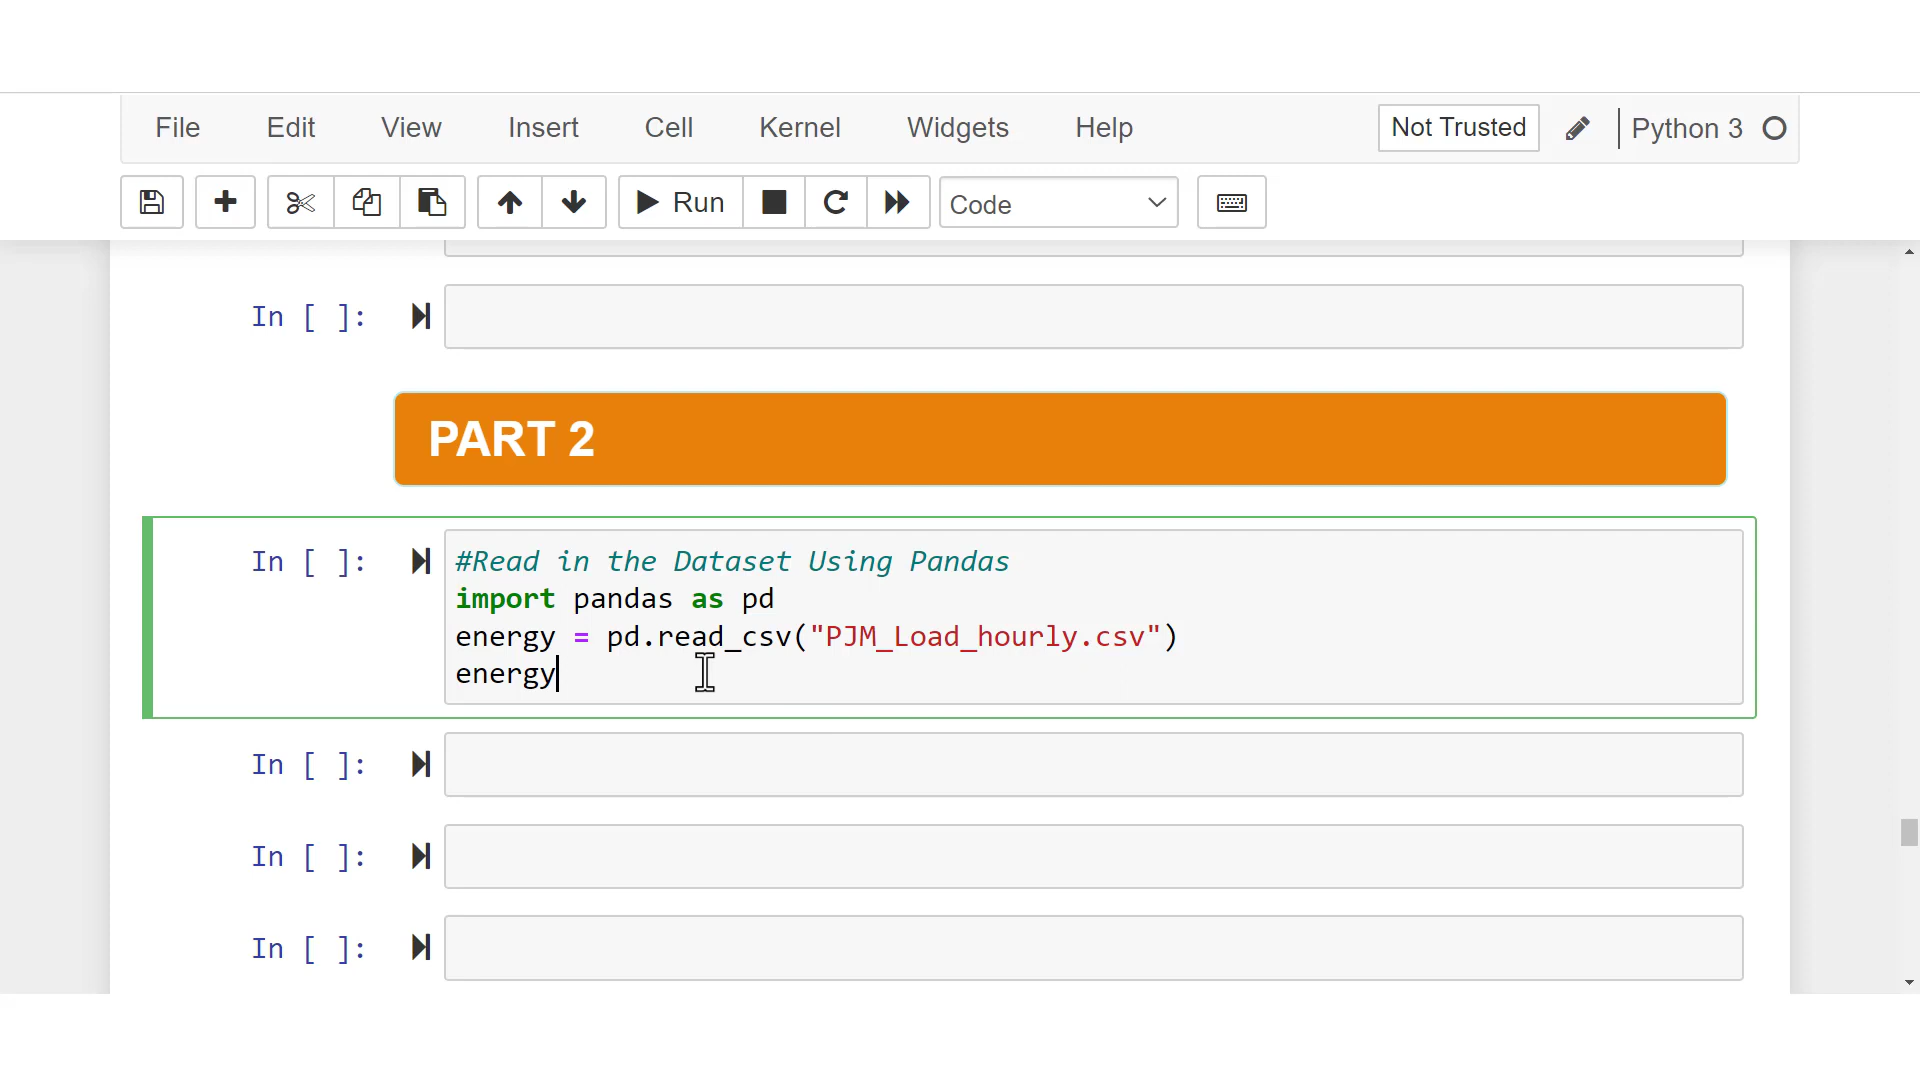 File Edit View Insert Cell Kernel Widgets Help Not Trusted Python 3
Run Code
In [ ]:
PART 2
In [ ]: #Read in the Dataset Using Pandas
import pandas as pd
energy = pd.read_csv("PJM_Load_hourly.csv")
energy
In [ ]:
In [ ]:
In [ ]: